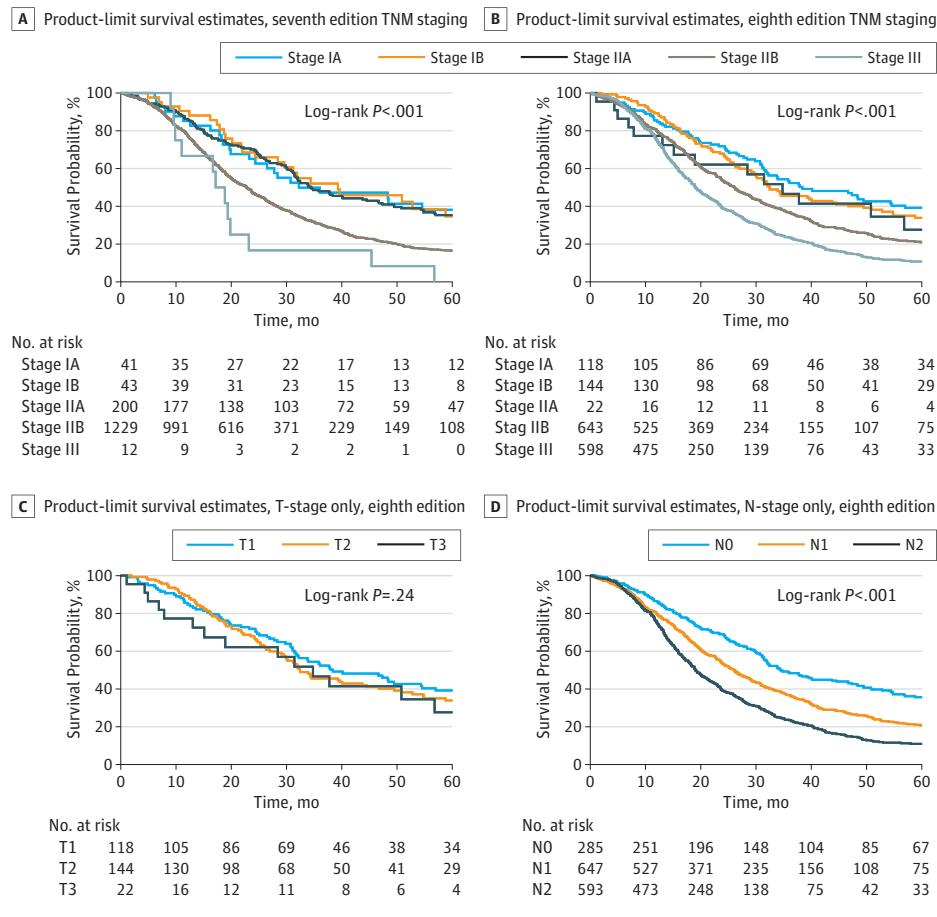 A Product-limit survival estimates, seventh edition TNM staging
B Product-limit survival estimates, eighth edition TNM staging
Stage IA Stage IB Stage IIA Stage IIB Stage III
100
80
60
40
20
0
Survival Probability, %
Log-rank P<.001
0 10 20 30 40 50 60
Time, mo
No. at risk
Stage IA 41 35 27 22 17 13 12
Stage IB 43 39 31 23 15 13 8
Stage IIA 200 177 138 103 72 59 47
Stage IIB 1229 991 616 371 229 149 108
Stage III 12 9 3 2 2 1 0
100
80
60
40
20
0
Survival Probability, %
Log-rank P<.001
0 10 20 30 40 50 60
Time, mo
No. at risk
Stage IA 118 105 86 69 46 38 34
Stage IB 144 130 98 68 50 41 29
Stage IIA 22 16 12 11 8 6 4
Stag IIB 643 525 369 234 155 107 75
Stage III 598 475 250 139 76 43 33
C Product-limit survival estimates, T-stage only, eighth edition
T1 T2 T3
100
80
60
40
20
0
Survival Probability, %
Log-rank P=.24
0 10 20 30 40 50 60
Time, mo
No. at risk
T1 118 105 86 69 46 38 34
T2 144 130 98 68 50 41 29
T3 22 16 12 11 8 6 4
D Product-limit survival estimates, N-stage only, eighth edition
N0 N1 N2
100
80
60
40
20
0
Survival Probability, %
Log-rank P<.001
0 10 20 30 40 50 60
Time, mo
No. at risk
N0 285 251 196 148 104 85 67
N1 647 527 371 235 156 108 75
N2 593 473 248 138 75 42 33